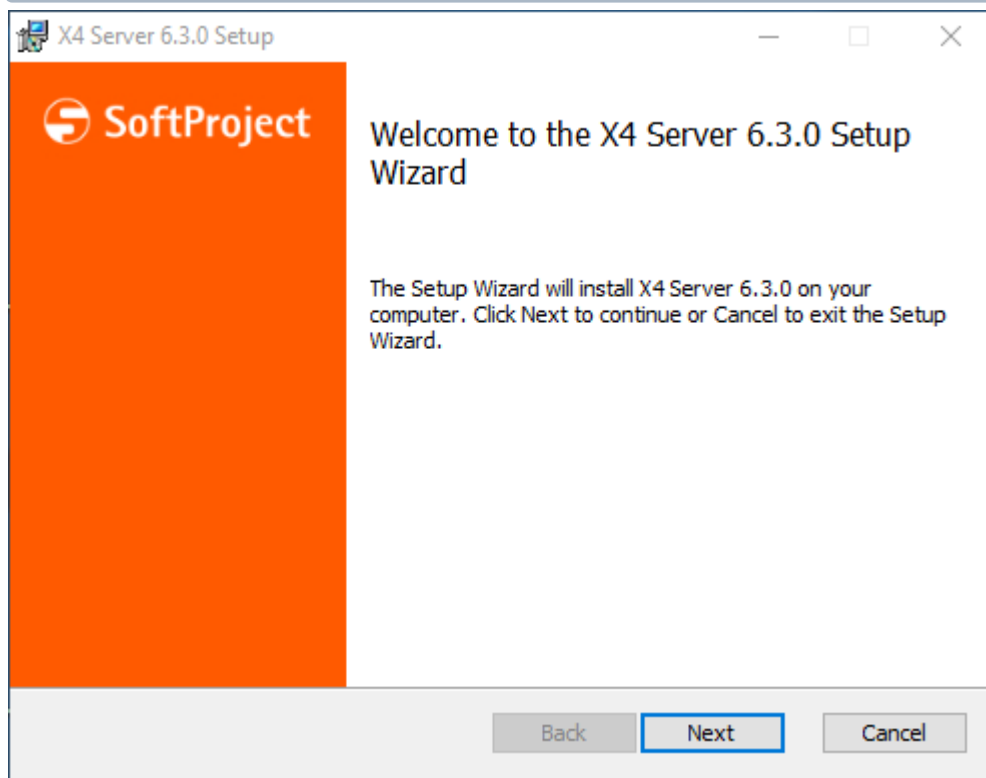 X4 Server 6.3.0 Setup
SoftProject
Welcome to the X4 Server 6.3.0 Setup
Wizard
The Setup Wizard will install X4 Server 6.3.0 on your
computer. Click Next to continue or Cancel to exit the Setup
Wizard.
Back Next Cancel